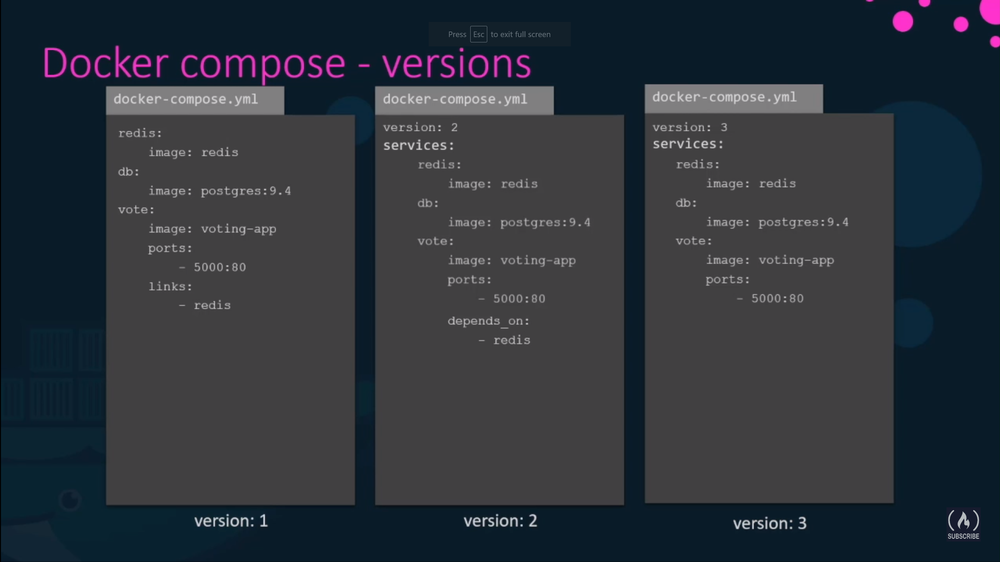 Press Esc to exit full screen
Docker compose - versions
docker-compose.yml
redis:
image: redis
db:
image: postgres:9.4
vote:
image: voting-app
ports:
- 5000:80
links:
- redis
version: 1
docker-compose.yml
version: 2
services:
redis:
image: redis
db:
image: postgres:9.4
vote:
image: voting-app
ports:
- 5000:80
depends_on:
- redis
version: 2
docker-compose.yml
version: 3
services:
redis:
image: redis
db:
image: postgres:9.4
vote:
image: voting-app
ports:
- 5000:80
version: 3
SUBSCRIBE